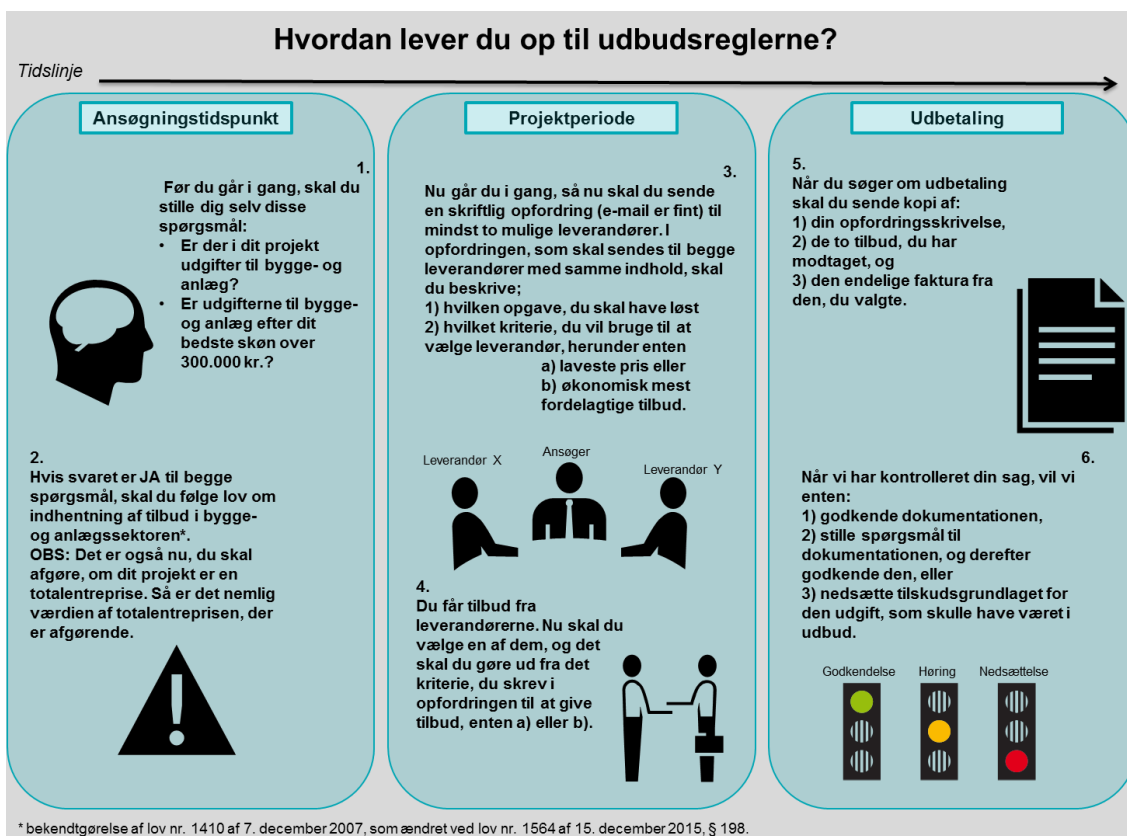 Hvordan lever du op til udbudsreglerne?
Tidslinje
Ansøgningstidspunkt
1.
Før du går i gang, skal du
stille dig selv disse
spørgsmål:
• Er der i dit projekt
udgifter til bygge- og
anlæg?
• Er udgifterne til bygge-
og anlæg efter dit
bedste skøn over
300.000 kr.?
2.
Hvis svaret er JA til begge
spørgsmål, skal du følge lov om
indhentning af tilbud i bygge-
og anlægssektoren*.
OBS: Det er også nu, du skal
afgøre, om dit projekt er en
totalentreprise. Så er det nemlig
værdien af totalentreprisen, der
er afgørende.
Projektperiode
3.
Nu går du i gang, så nu skal du sende
en skriftlig opfordring (e-mail er fint) til
mindst to mulige leverandører. I
opfordringen, som skal sendes til begge
leverandører med samme indhold, skal
du beskrive;
1) hvilken opgave, du skal have løst
2) hvilket kriterie, du vil bruge til at
vælge leverandør, herunder enten
a) laveste pris eller
b) økonomisk mest
fordelagtige tilbud.
Leverandør X
Ansøger
Leverandør Y
4.
Du får tilbud fra
leverandørerne. Nu skal du
vælge en af dem, og det
skal du gøre ud fra det
kriterie, du skrev i
opfordringen til at give
tilbud, enten a) eller b).
Udbetaling
5.
Når du søger om udbetaling
skal du sende kopi af:
1) din opfordringsskrivelse,
2) de to tilbud, du har
modtaget, og
3) den endelige faktura fra
den, du valgte.
6.
Når vi har kontrolleret din sag, vil vi
enten:
1) godkende dokumentationen,
2) stille spørgsmål til
dokumentationen, og derefter
godkende den, eller
3) nedsætte tilskudsgrundlaget for
den udgift, som skulle have været i
udbud.
Godkendelse
Høring
Nedsættelse
* bekendtgørelse af lov nr. 1410 af 7. december 2007, som ændret ved lov nr. 1564 af 15. december 2015, § 198.